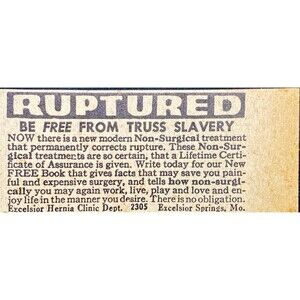 RUPTURED
BE FREE FROM TRUSS SLAVERY
NOW there is a new modern Non-Surgical treatment
that permanently corrects rupture. These Non-Sur-
gical treatments are so certain, that a Lifetime Certifi-
cate of Assurance is given. Write today for our New
FREE Book that gives facts that may save you pain-
ful and expensive surgery, and tells how non-surgi-
cally you may again work, live, play and love and en-
joy life in the manner you desire. There is no obligation.
Excelsior Hernia Clinic Dept. 2305 Excelsior Springs, Mo.